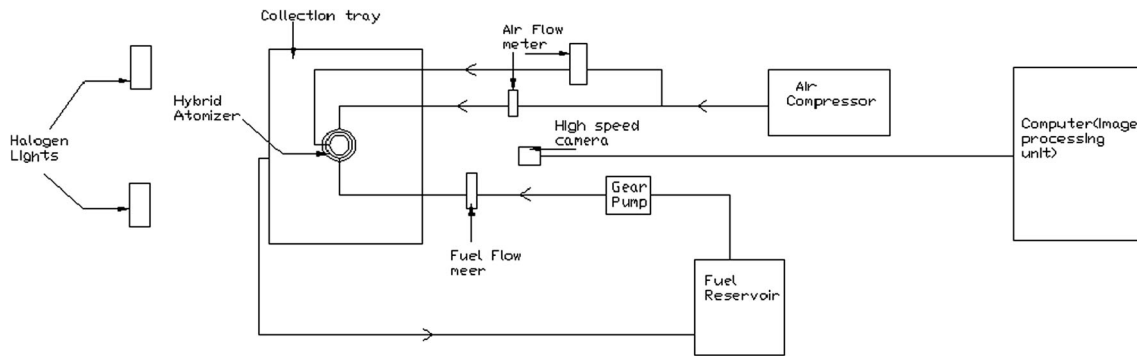 Collection tray
Air Flow
meter
Air
Compressor
Hybrid
Atomizer
Halogen
Lights
High speed
camera
Computer(Image
processing
unit)
Gear
Pump
Fuel Flow
meer
Fuel
Reservoir